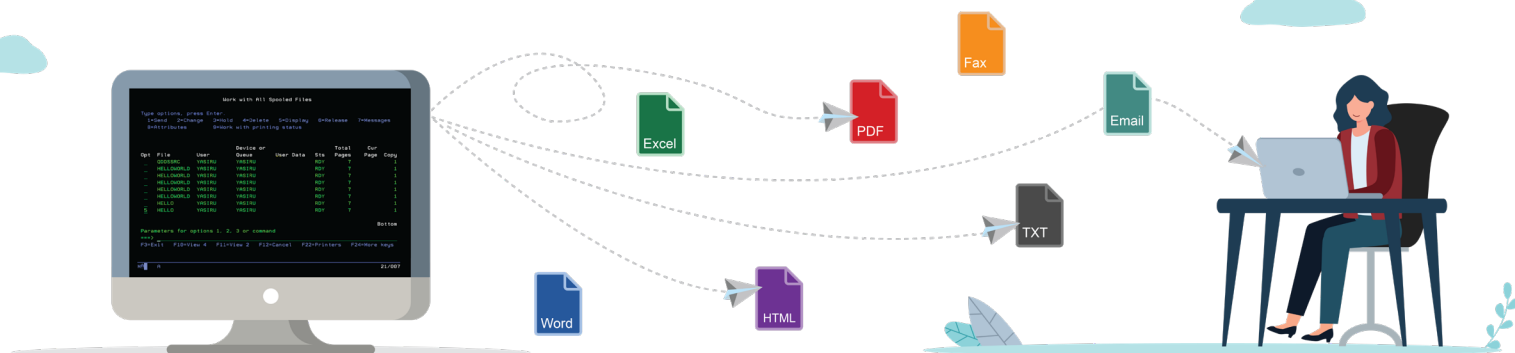 Work with All Spooled Files
Type options, press Enter.
1=Send 2=Change 3=Hold 4=Delete 5=Display 6=Release 7=Messages
8=Attributes 9=Work with printing status
Device or Total Cur
Opt File User Queue User Data Sts Pages Page Copy
_ QDSSSRC YASIRU YASIRU RDY T 1
_ HELLOWORLD YASIRU YASIRU RDY T 1
_ HELLOWORLD YASIRU YASIRU RDY T 1
_ HELLOWORLD YASIRU YASIRU RDY T 1
_ HELLOWORLD YASIRU YASIRU RDY T 1
_ HELLOWORLD YASIRU YASIRU RDY T 1
_ HELLO YASIRU YASIRU RDY T 1
5 HELLO YASIRU YASIRU RDY T 1
Bottom
Parameters for options 1, 2, 3 or command
===>
F3=Exit F10=View 4 F11=View 2 F12=Cancel F22=Printers F24=More keys
21/007
Excel
Word
PDF
HTML
Fax
TXT
Email